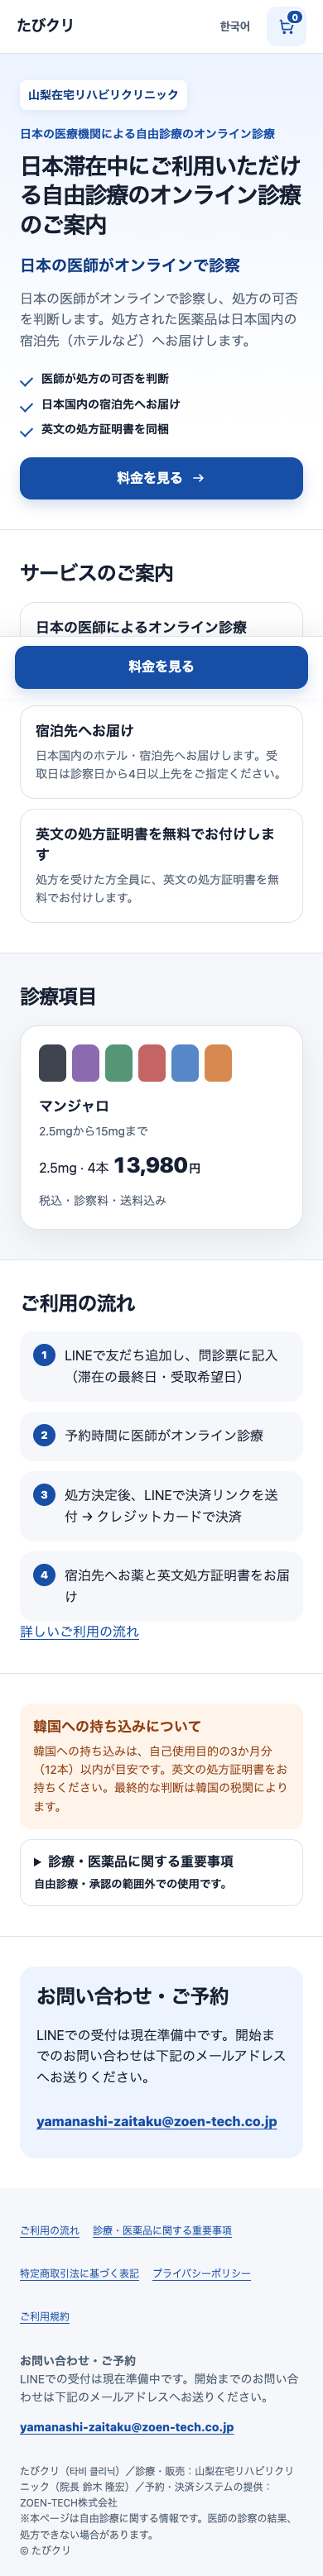 たびクリ
한국어
0
山梨在宅リハビリクリニック
日本の医療機関による自由診療のオンライン診療
日本滞在中にご利用いただけ
る自由診療のオンライン診療
のご案内
日本の医師がオンラインで診察
日本の医師がオンラインで診察し、処方の可否
を判断します。処方された医薬品は日本国内の
宿泊先（ホテルなど）へお届けします。
医師が処方の可否を判断
日本国内の宿泊先へお届け
英文の処方証明書を同梱
料金を見る →
サービスのご案内
日本の医師によるオンライン診療
料金を見る
宿泊先へお届け
日本国内のホテル・宿泊先へお届けします。受
取日は診察日から4日以上先をご指定ください。
英文の処方証明書を無料でお付けしま
す
処方を受けた方全員に、英文の処方証明書を無
料でお付けします。
診療項目
マンジャロ
2.5mgから15mgまで
2.5mg · 4本 13,980円
税込・診察料・送料込み
ご利用の流れ
1 LINEで友だち追加し、問診票に記入
（滞在の最終日・受取希望日）
2 予約時間に医師がオンライン診療
3 処方決定後、LINEで決済リンクを送
付 → クレジットカードで決済
4 宿泊先へお薬と英文処方証明書をお届
け
詳しいご利用の流れ
韓国への持ち込みについて
韓国への持ち込みは、自己使用目的の3か月分
（12本）以内が目安です。英文の処方証明書をお
持ちください。最終的な判断は韓国の税関により
ます。
▶ 診療・医薬品に関する重要事項
自由診療・承認の範囲外での使用です。
お問い合わせ・ご予約
LINEでの受付は現在準備中です。開始ま
でのお問い合わせは下記のメールアドレス
へお送りください。
yamanashi-zaitaku@zoen-tech.co.jp
ご利用の流れ 診療・医薬品に関する重要事項
特定商取引法に基づく表記 プライバシーポリシー
ご利用規約
お問い合わせ・ご予約
LINEでの受付は現在準備中です。開始までのお問い合
わせは下記のメールアドレスへお送りください。
yamanashi-zaitaku@zoen-tech.co.jp
たびクリ（타비 클리닉）／診療・販売：山梨在宅リハビリクリ
ニック（院長 鈴木 隆宏）／予約・決済システムの提供：
ZOEN-TECH株式会社
※本ページは自由診療に関する情報です。医師の診察の結果、
処方できない場合があります。
© たびクリ